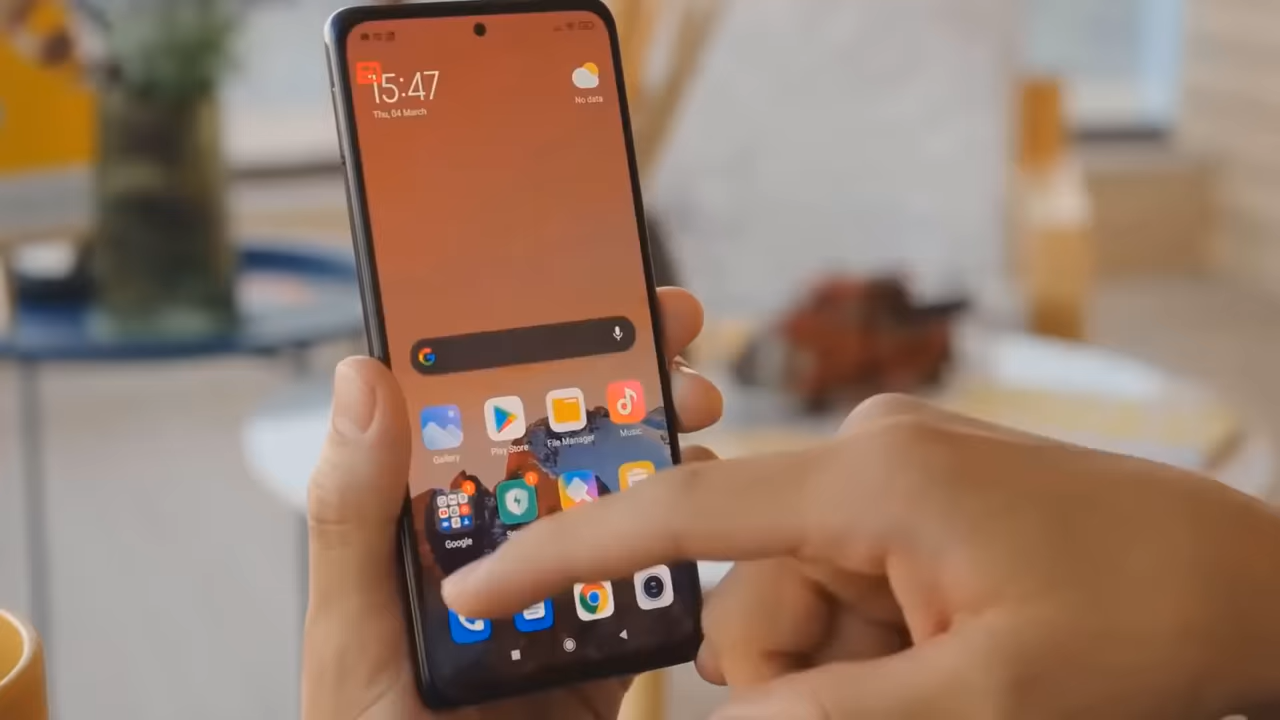 15:47
Thu, 04 March
No data
Gallery
Play Store
File Manager
Music
Google